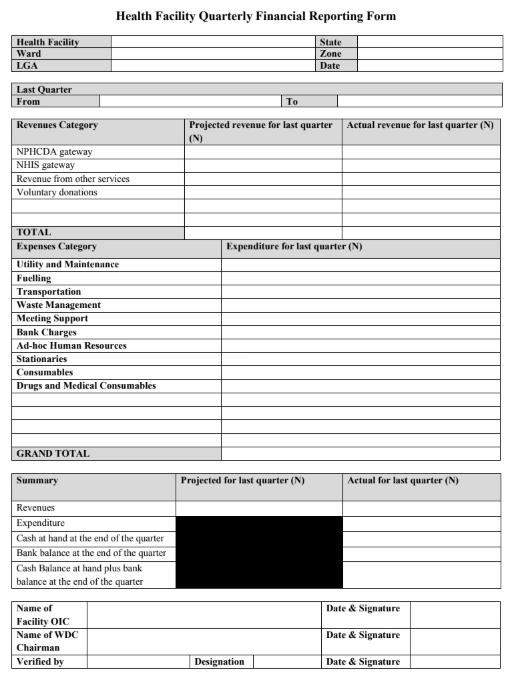 Health Facility Quarterly Financial Reporting Form
Health Facility State
Ward Zone
LGA Date
Last Quarter
From To
Revenues Category Projected revenue for last quarter (N) Actual revenue for last quarter (N)
NPHCDA gateway
NHIS gateway
Revenue from other services
Voluntary donations
TOTAL
Expenses Category Expenditure for last quarter (N)
Utility and Maintenance
Fuelling
Transportation
Waste Management
Meeting Support
Bank Charges
Ad-hoc Human Resources
Stationaries
Consumables
Drugs and Medical Consumables
GRAND TOTAL
Summary Projected for last quarter (N) Actual for last quarter (N)
Revenues
Expenditure
Cash at hand at the end of the quarter
Bank balance at the end of the quarter
Cash Balance at hand plus bank
balance at the end of the quarter
Name of Facility OIC Date & Signature
Name of WDC Chairman Date & Signature
Verified by Designation Date & Signature